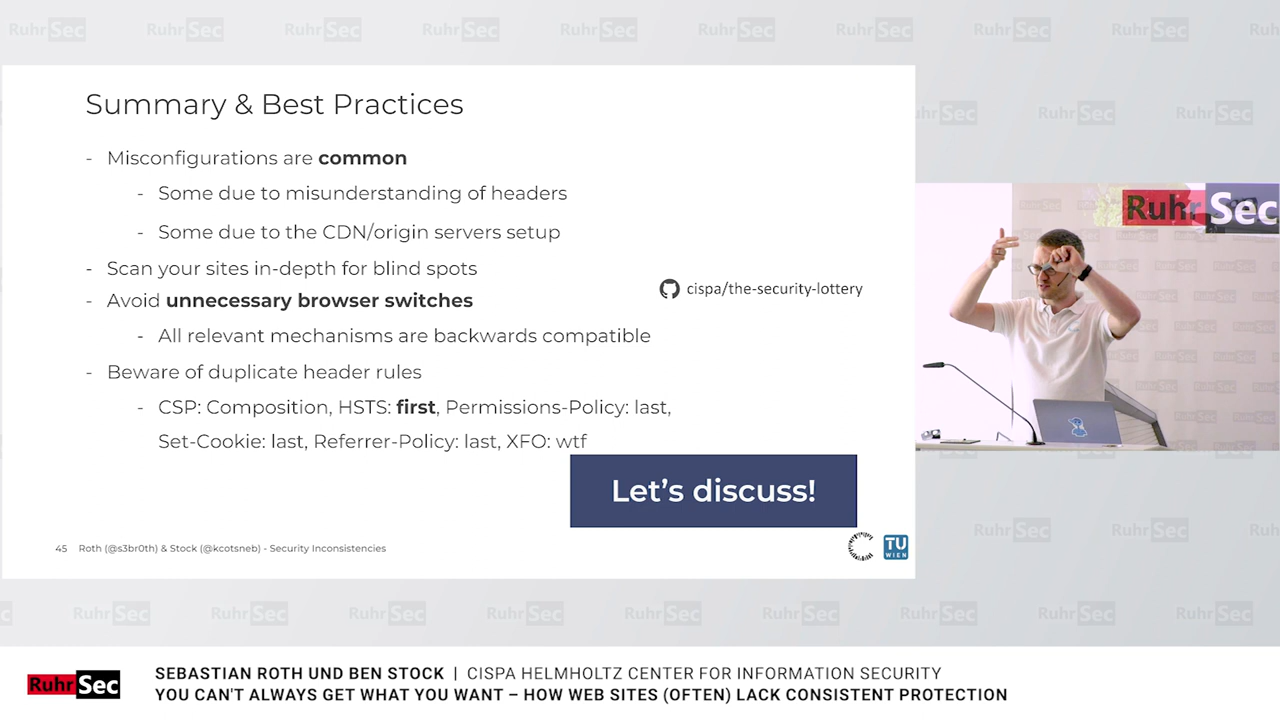 Summary & Best Practices
- Misconfigurations are common
- Some due to misunderstanding of headers
- Some due to the CDN/origin servers setup
- Scan your sites in-depth for blind spots
cispa/the-security-lottery
- Avoid unnecessary browser switches
- All relevant mechanisms are backwards compatible
- Beware of duplicate header rules
- CSP: Composition, HSTS: first, Permissions-Policy: last,
Set-Cookie: last, Referrer-Policy: last, XFO: wtf
Let's discuss!
45 Roth (@s3br0th) & Stock (@kcotsneb) - Security Inconsistencies
TU
WIEN
RuhrSec
RuhrSec
SEBASTIAN ROTH UND BEN STOCK | CISPA HELMHOLTZ CENTER FOR INFORMATION SECURITY
YOU CAN'T ALWAYS GET WHAT YOU WANT – HOW WEB SITES (OFTEN) LACK CONSISTENT PROTECTION